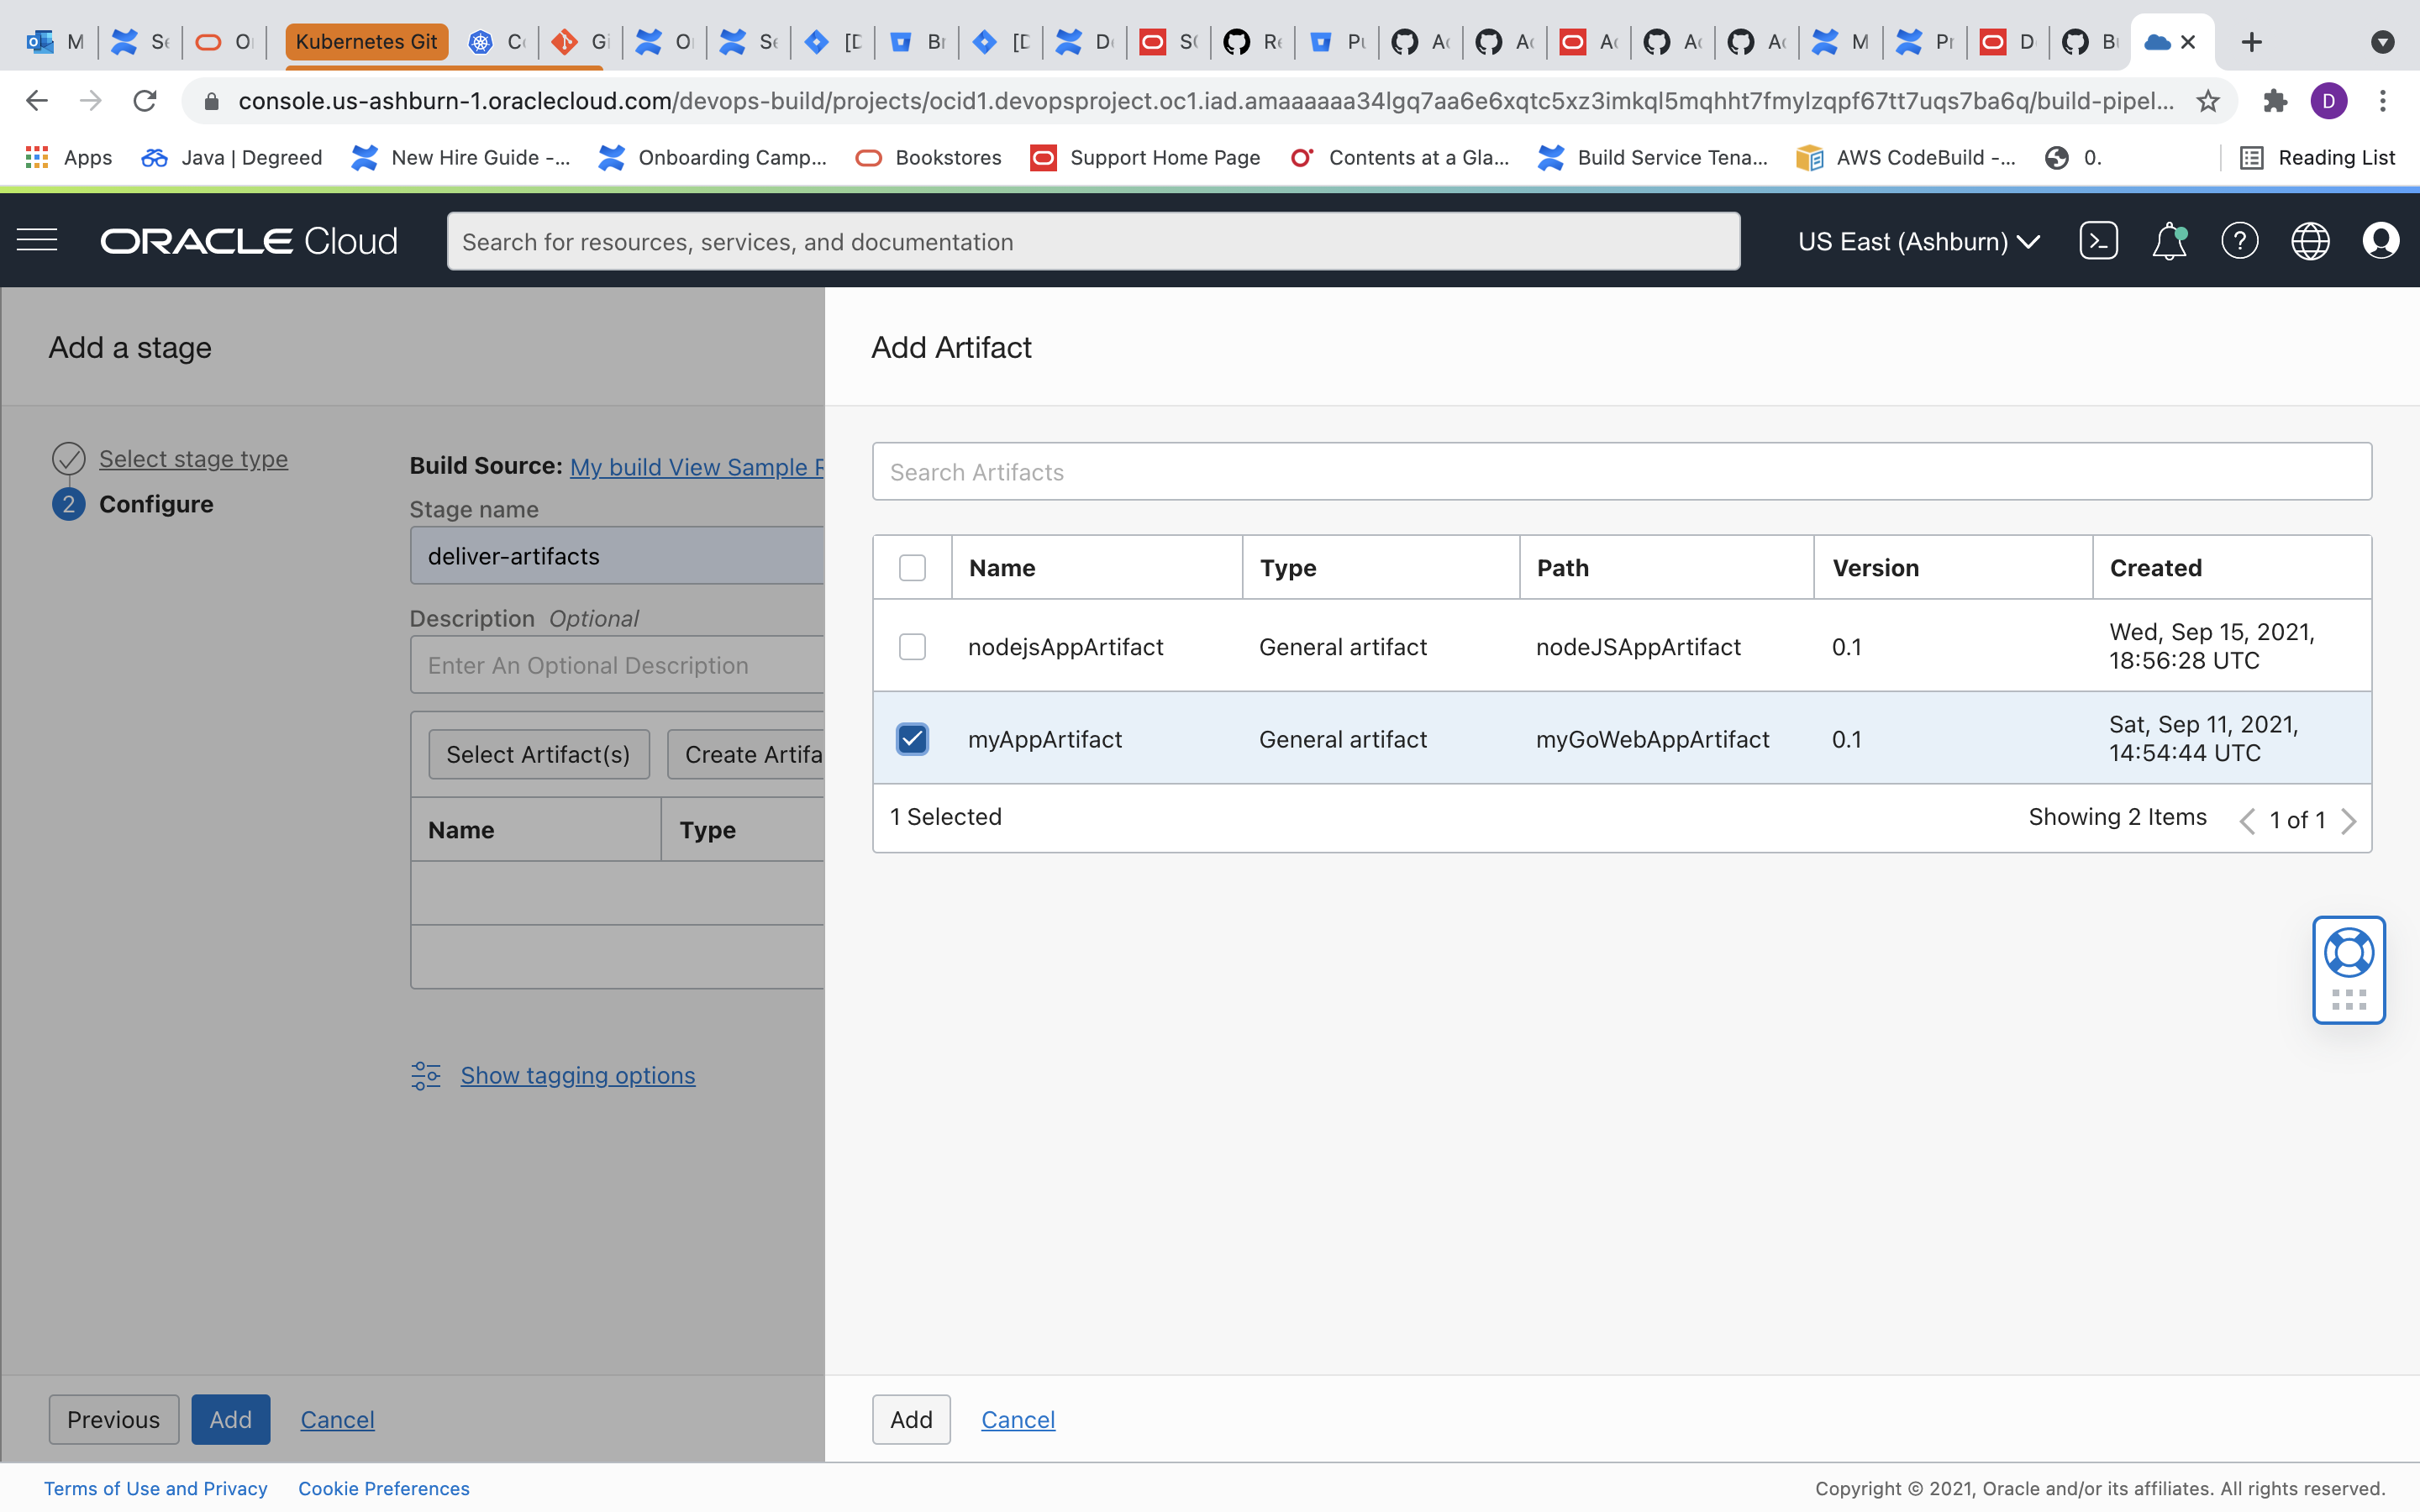 Kubernetes Git
console.us-ashburn-1.oraclecloud.com/devops-build/projects/ocid1.devopsproject.oc1.iad.amaaaaaa34lgq7aa6e6xqtc5xz3imkql5mqhht7fmylzqpf67tt7uqs7ba6q/build-pipel...
D
Apps Java | Degreed New Hire Guide -... Onboarding Camp... Bookstores Support Home Page Contents at a Gla... Build Service Tena... AWS CodeBuild -... 0. Reading List
ORACLE Cloud Search for resources, services, and documentation US East (Ashburn)
Add a stage
Select stage type
2 Configure
Build Source: My build View Sample
Stage name
deliver-artifacts
Description Optional
Enter An Optional Description
Select Artifact(s) Create Artifa
Name Type
Show tagging options
Previous Add Cancel
Add Artifact
Search Artifacts
Name Type Path Version Created
nodejsAppArtifact General artifact nodeJSAppArtifact 0.1 Wed, Sep 15, 2021,
18:56:28 UTC
myAppArtifact General artifact myGoWebAppArtifact 0.1 Sat, Sep 11, 2021,
14:54:44 UTC
1 Selected Showing 2 Items 1 of 1
Add Cancel
Terms of Use and Privacy Cookie Preferences Copyright © 2021, Oracle and/or its affiliates. All rights reserved.